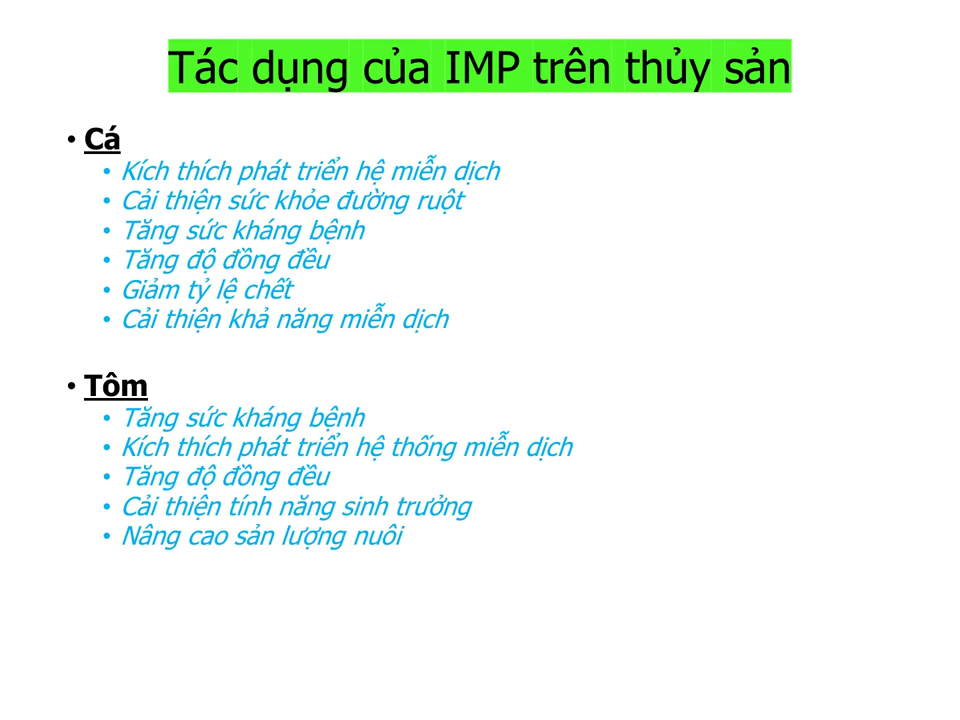 Tác dụng của IMP trên thủy sản
• Cá
• Kích thích phát triển hệ miễn dịch
• Cải thiện sức khỏe đường ruột
• Tăng sức kháng bệnh
• Tăng độ đồng đều
• Giảm tỷ lệ chết
• Cải thiện khả năng miễn dịch
• Tôm
• Tăng sức kháng bệnh
• Kích thích phát triển hệ thống miễn dịch
• Tăng độ đồng đều
• Cải thiện tính năng sinh trưởng
• Nâng cao sản lượng nuôi